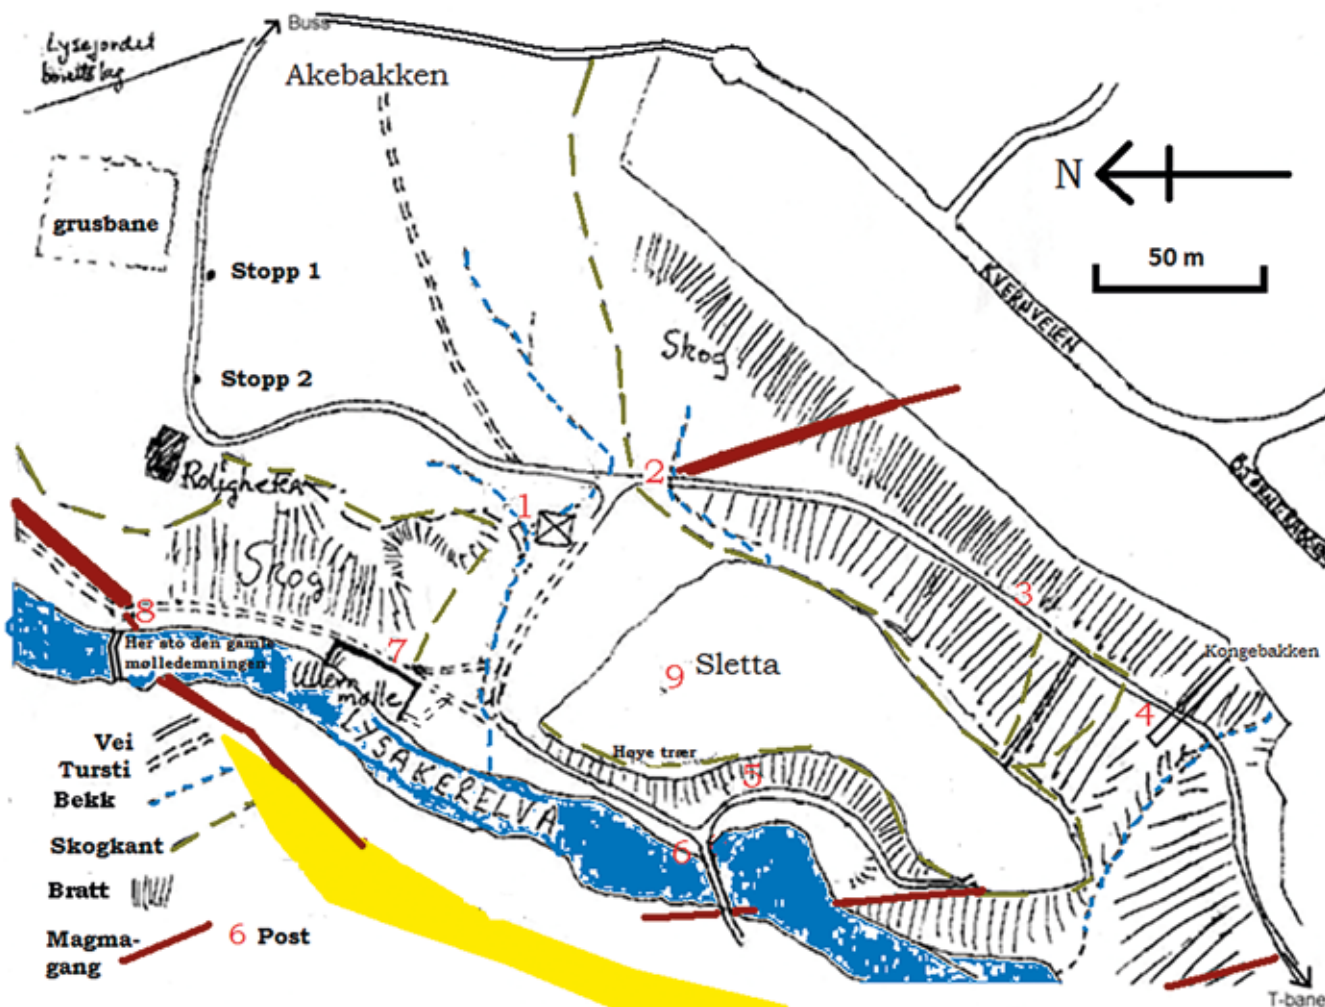 Buss
Lysejordet
borettslag
Akebakken
N
grusbane
50 m
Stopp 1
KVERNVEIEN
Skog
Stopp 2
2
Roligheten
1
Skog
3
8
Her sto den gamle
mølledemningen
7
Sletta
9
Kongebakken
Ullern
mølle
4
LYSAKERELVA
Høye trær
5
6
Vei
Tursti
Bekk
Skogkant
Bratt
Magma-
gang
6 Post
T-bane